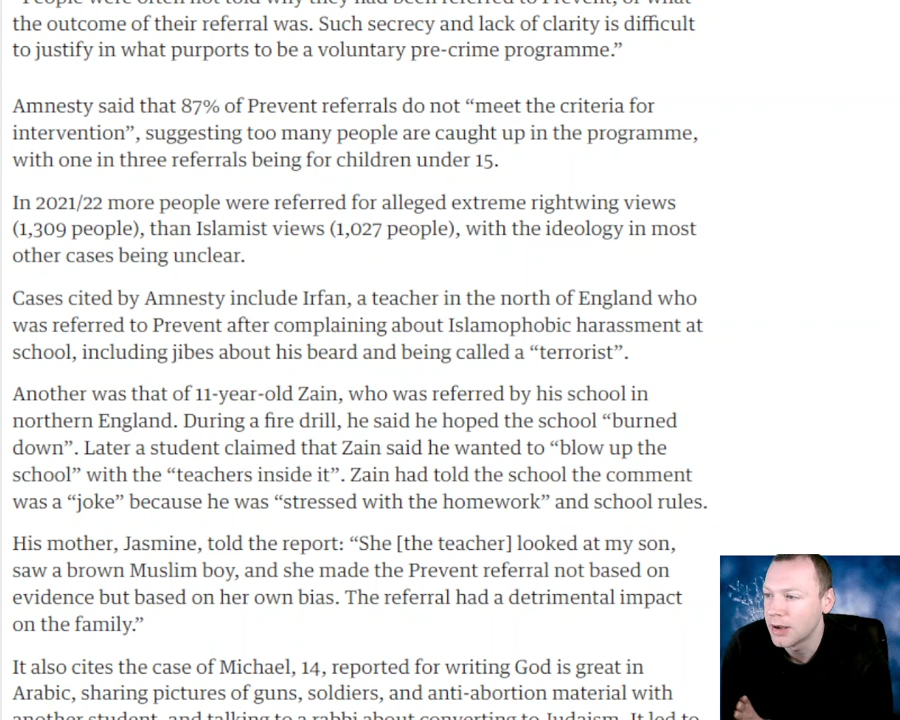 the outcome of their referral was. Such secrecy and lack of clarity is difficult
to justify in what purports to be a voluntary pre-crime programme.”
Amnesty said that 87% of Prevent referrals do not “meet the criteria for
intervention”, suggesting too many people are caught up in the programme,
with one in three referrals being for children under 15.
In 2021/22 more people were referred for alleged extreme rightwing views
(1,309 people), than Islamist views (1,027 people), with the ideology in most
other cases being unclear.
Cases cited by Amnesty include Irfan, a teacher in the north of England who
was referred to Prevent after complaining about Islamophobic harassment at
school, including jibes about his beard and being called a “terrorist”.
Another was that of 11-year-old Zain, who was referred by his school in
northern England. During a fire drill, he said he hoped the school “burned
down”. Later a student claimed that Zain said he wanted to “blow up the
school” with the “teachers inside it”. Zain had told the school the comment
was a “joke” because he was “stressed with the homework” and school rules.
His mother, Jasmine, told the report: “She [the teacher] looked at my son,
saw a brown Muslim boy, and she made the Prevent referral not based on
evidence but based on her own bias. The referral had a detrimental impact
on the family.”
It also cites the case of Michael, 14, reported for writing God is great in
Arabic, sharing pictures of guns, soldiers, and anti-abortion material with
another student, and talking to a rabbi about converting to Judaism. It led to